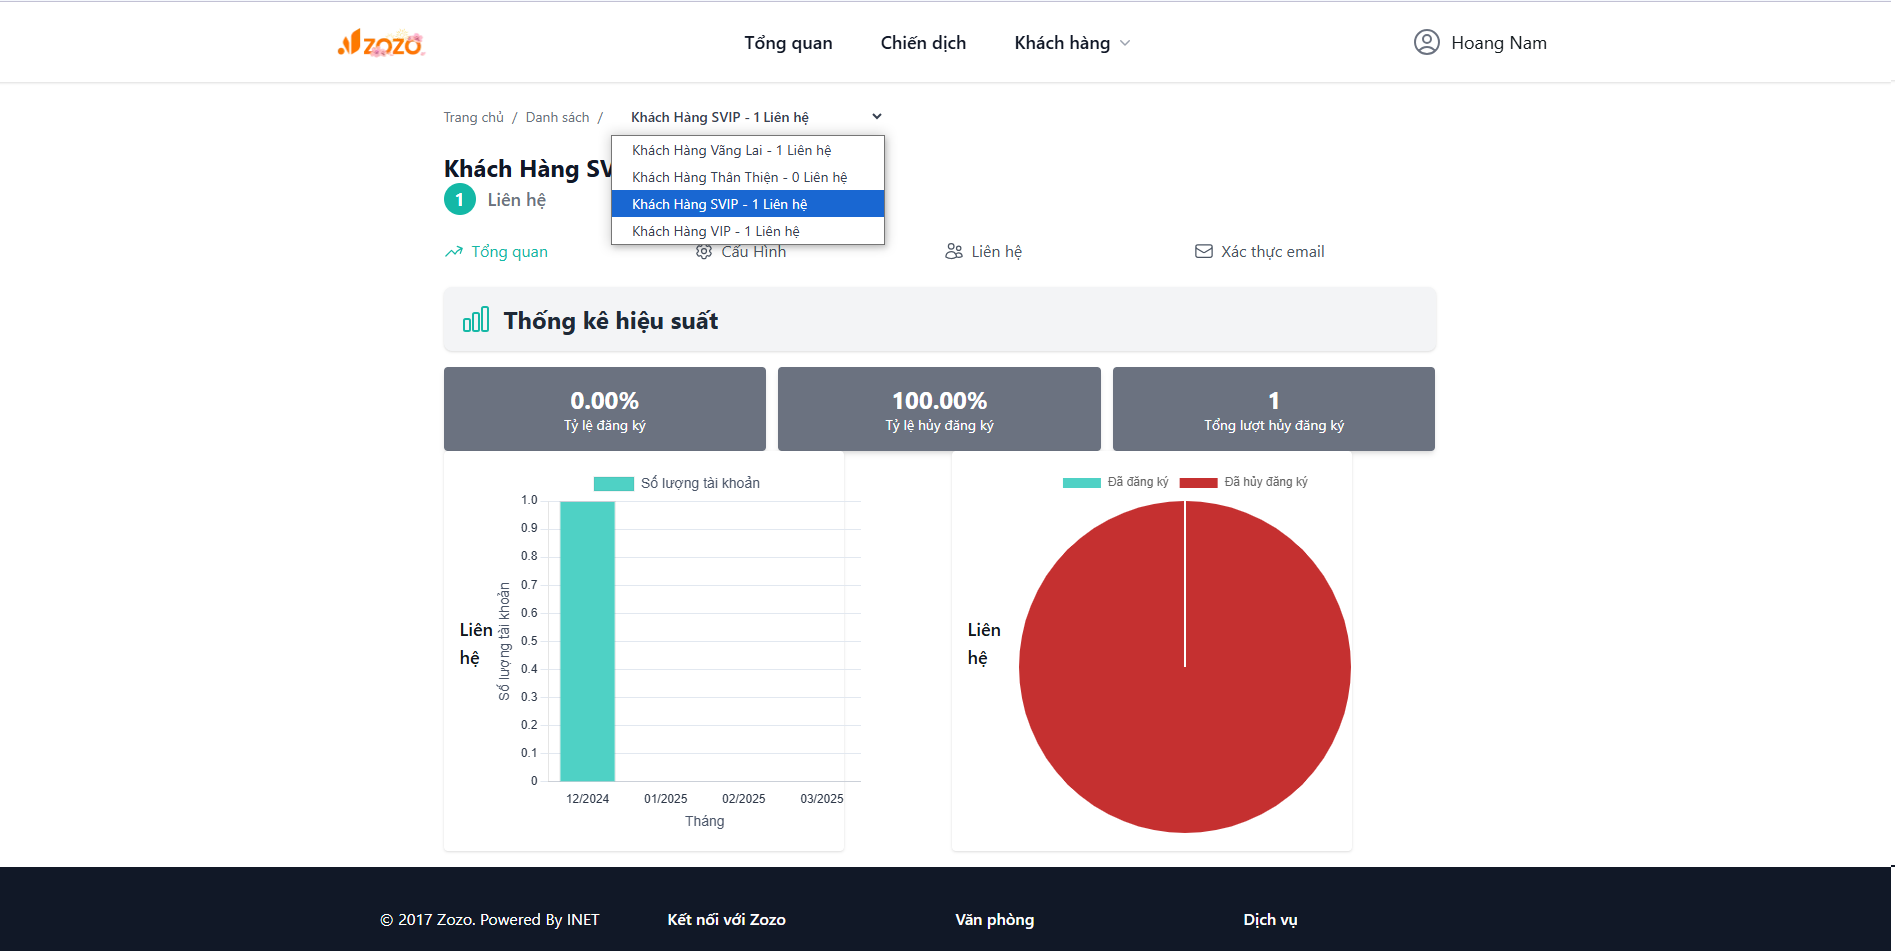 zozo
Tổng quan
Chiến dịch
Khách hàng
Hoang Nam
Trang chủ / Danh sách /
Khách Hàng SVIP - 1 Liên hệ
Khách Hàng Vãng Lai - 1 Liên hệ
Khách Hàng Thân Thiện - 0 Liên hệ
Khách Hàng SVIP - 1 Liên hệ
Khách Hàng VIP - 1 Liên hệ
Khách Hàng SV
1 Liên hệ
Tổng quan
Cấu Hình
Liên hệ
Xác thực email
Thống kê hiệu suất
0.00%
Tỷ lệ đăng ký
100.00%
Tỷ lệ hủy đăng ký
1
Tổng lượt hủy đăng ký
Liên
hệ
Số lượng tài khoản
Số lượng tài khoản
1.0
0.9
0.8
0.7
0.6
0.5
0.4
0.3
0.2
0.1
0
12/2024
01/2025
02/2025
03/2025
Tháng
Liên
hệ
Đã đăng ký
Đã hủy đăng ký
© 2017 Zozo. Powered By INET
Kết nối với Zozo
Văn phòng
Dịch vụ